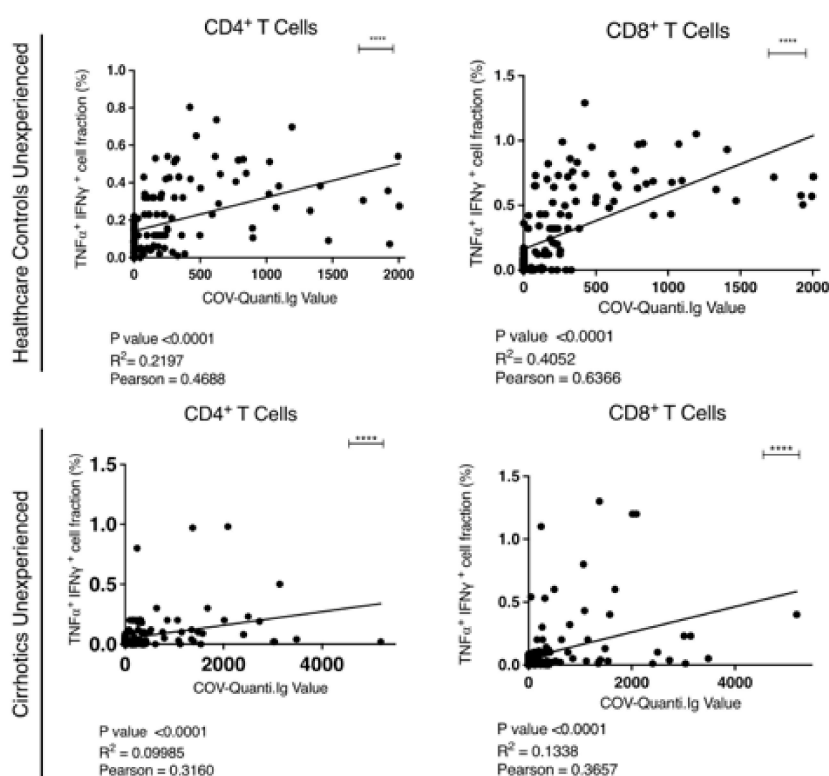 Healthcare Controls Unexperienced
CD4+ T Cells
****
TNFα+ IFNγ + cell fraction (%)
1.0
0.8
0.6
0.4
0.2
0.0
0
500
1000
1500
2000
COV-Quanti.Ig Value
P value <0.0001
R2= 0.2197
Pearson = 0.4688
CD8+ T Cells
****
TNFα+ IFNγ + cell fraction (%)
1.5
1.0
0.5
0.0
0
500
1000
1500
2000
COV-Quanti.Ig Value
P value <0.0001
R2= 0.4052
Pearson = 0.6366
Cirrhotics Unexperienced
CD4+ T Cells
****
TNFα+ IFNγ + cell fraction (%)
1.5
1.0
0.5
0.0
0
2000
4000
COV-Quanti.Ig Value
P value <0.0001
R2 = 0.09985
Pearson = 0.3160
CD8+ T Cells
****
TNFα+ IFNγ + cell fraction (%)
1.5
1.0
0.5
0.0
0
2000
4000
COV-Quanti.Ig Value
P value <0.0001
R2 = 0.1338
Pearson = 0.3657